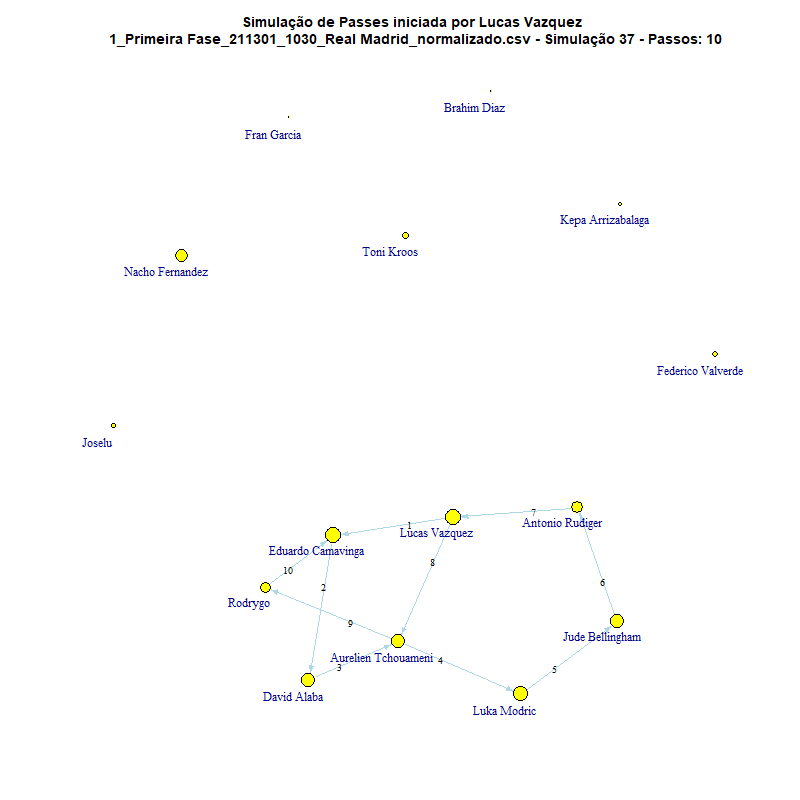 Simulação de Passes iniciada por Lucas Vazquez
1_Primeira Fase_211301_1030_Real Madrid_normalizado.csv - Simulação 37 - Passos: 10
Brahim Diaz
Fran Garcia
Kepa Arrizabalaga
Toni Kroos
Nacho Fernandez
Federico Valverde
Joselu
7
Antonio Rudiger
1
Lucas Vazquez
Eduardo Camavinga
8
10
6
2
Rodrygo
9
Jude Bellingham
Aurelien Tchouameni
4
3
5
David Alaba
Luka Modric